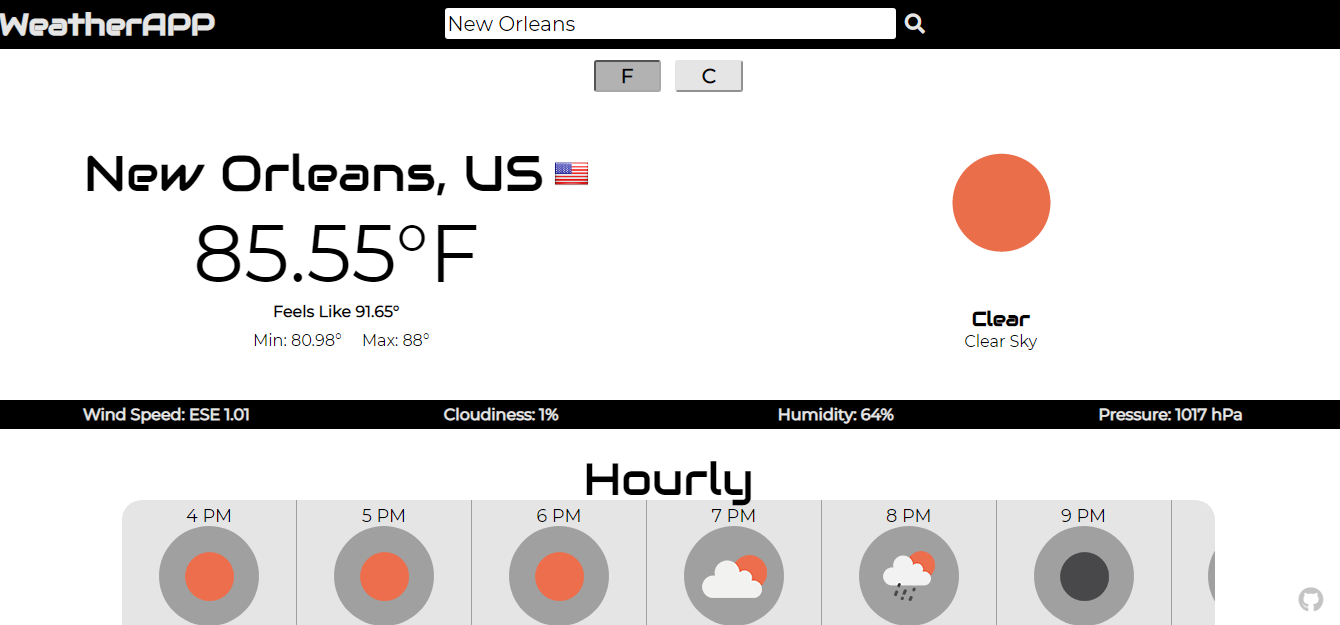 WeatherAPP
New Orleans
F C
New Orleans, US
85.55°F
Feels Like 91.65°
Min: 80.98° Max: 88°
Clear
Clear Sky
Wind Speed: ESE 1.01 Cloudiness: 1% Humidity: 64% Pressure: 1017 hPa
Hourly
4 PM 5 PM 6 PM 7 PM 8 PM 9 PM